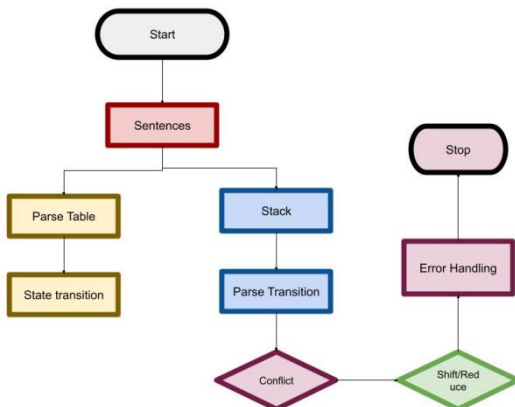 Start
Sentences
Stop
Parse Table
Stack
Error Handling
State transition
Parse Transition
Conflict
Shift/Red
uce